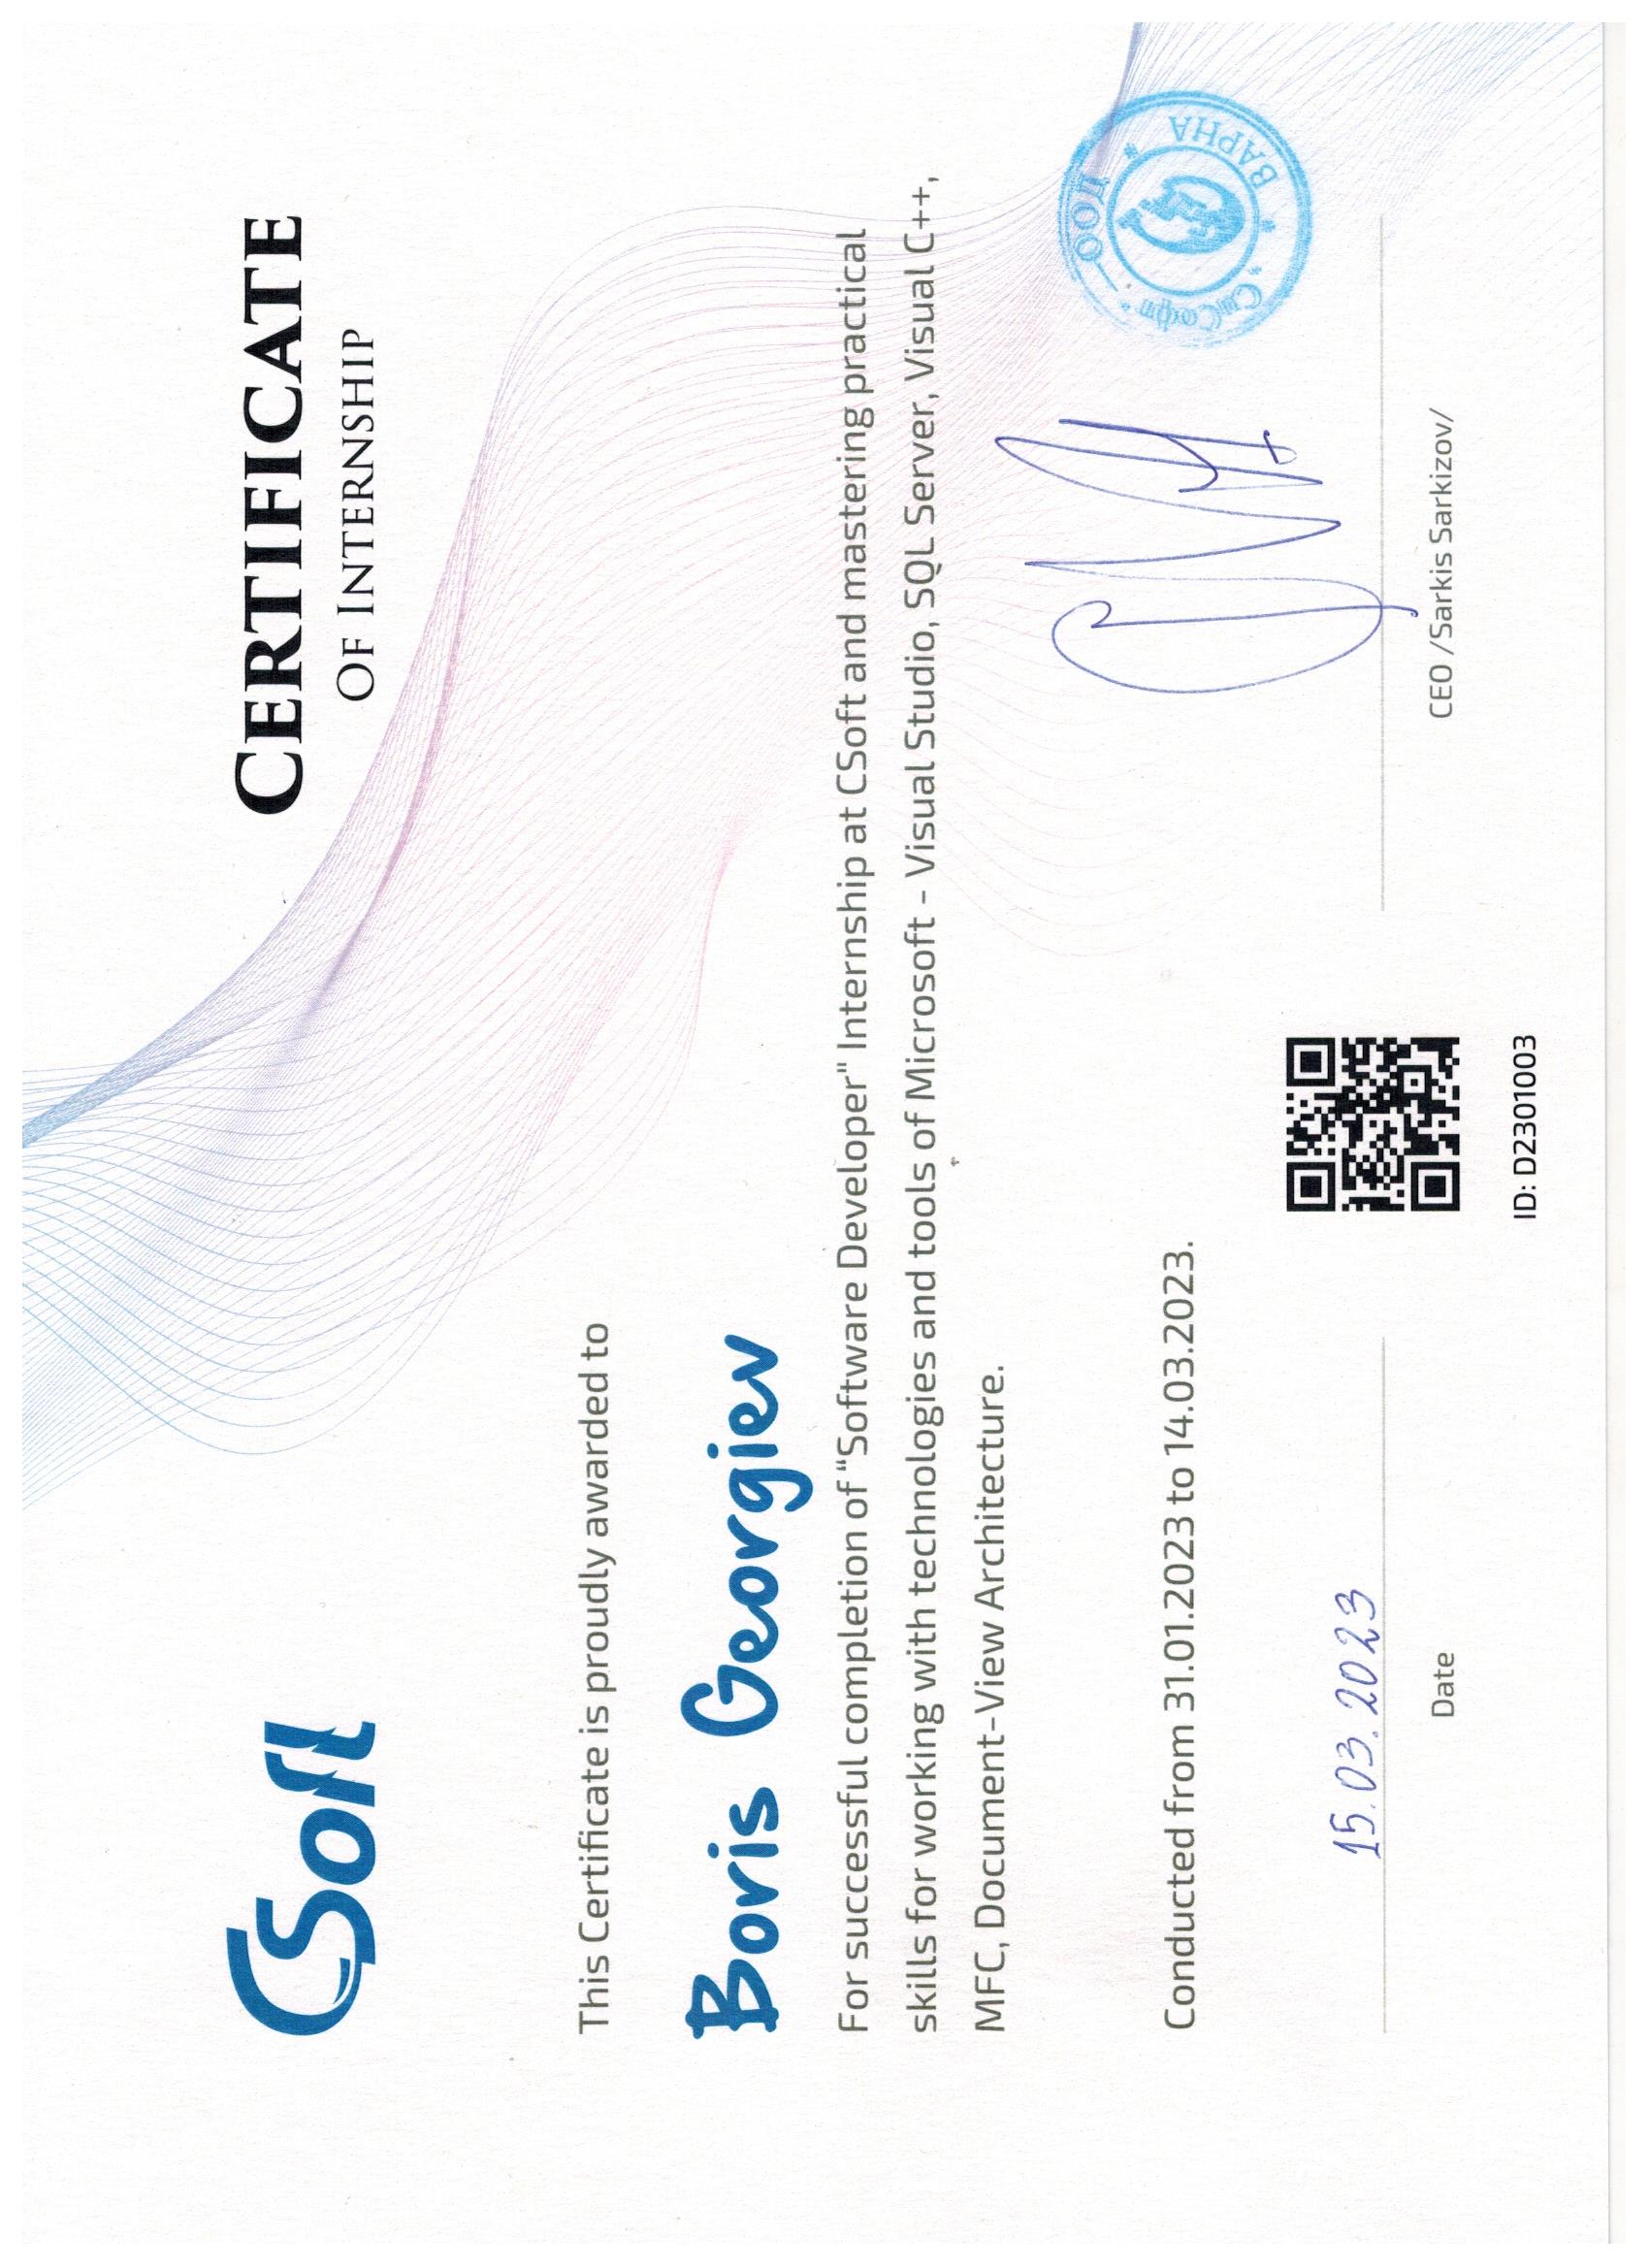 CSoft
CERTIFICATE
OF INTERNSHIP
This Certificate is proudly awarded to
Boris Georgiev
For successful completion of “Software Developer" Internship at CSoft and mastering practical
skills for working with technologies and tools of Microsoft - Visual Studio, SQL Server, Visual C++,
MFC, Document-View Architecture.
ООД
СиСофт
ВАРНА
Conducted from 31.01.2023 to 14.03.2023.
15.03.2023
Date
CEO /Sarkis Sarkizov/
ID: D2301003